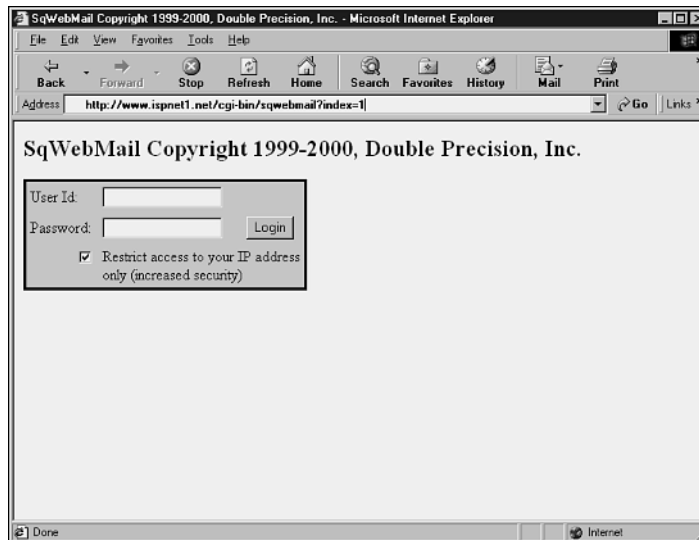 SqWebMail Copyright 1999-2000, Double Precision, Inc. - Microsoft Internet Explorer
File Edit View Favorites Tools Help
Back Forward Stop Refresh Home Search Favorites History Mail Print
Address http://www.ispnet1.net/cgi-bin/sqwebmail?index=1 Go Links
SqWebMail Copyright 1999-2000, Double Precision, Inc.
User Id:
Password: Login
Restrict access to your IP address
only (increased security)
Done Internet